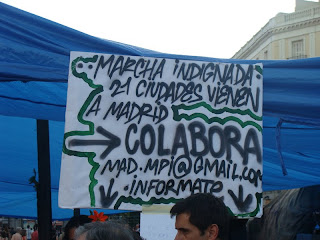 MARCHA INDIGNADA:
21 CIUDADES VIENEN
A MADRID
COLABORA
MAD.MPI@GMAIL.COM
INFORMATE